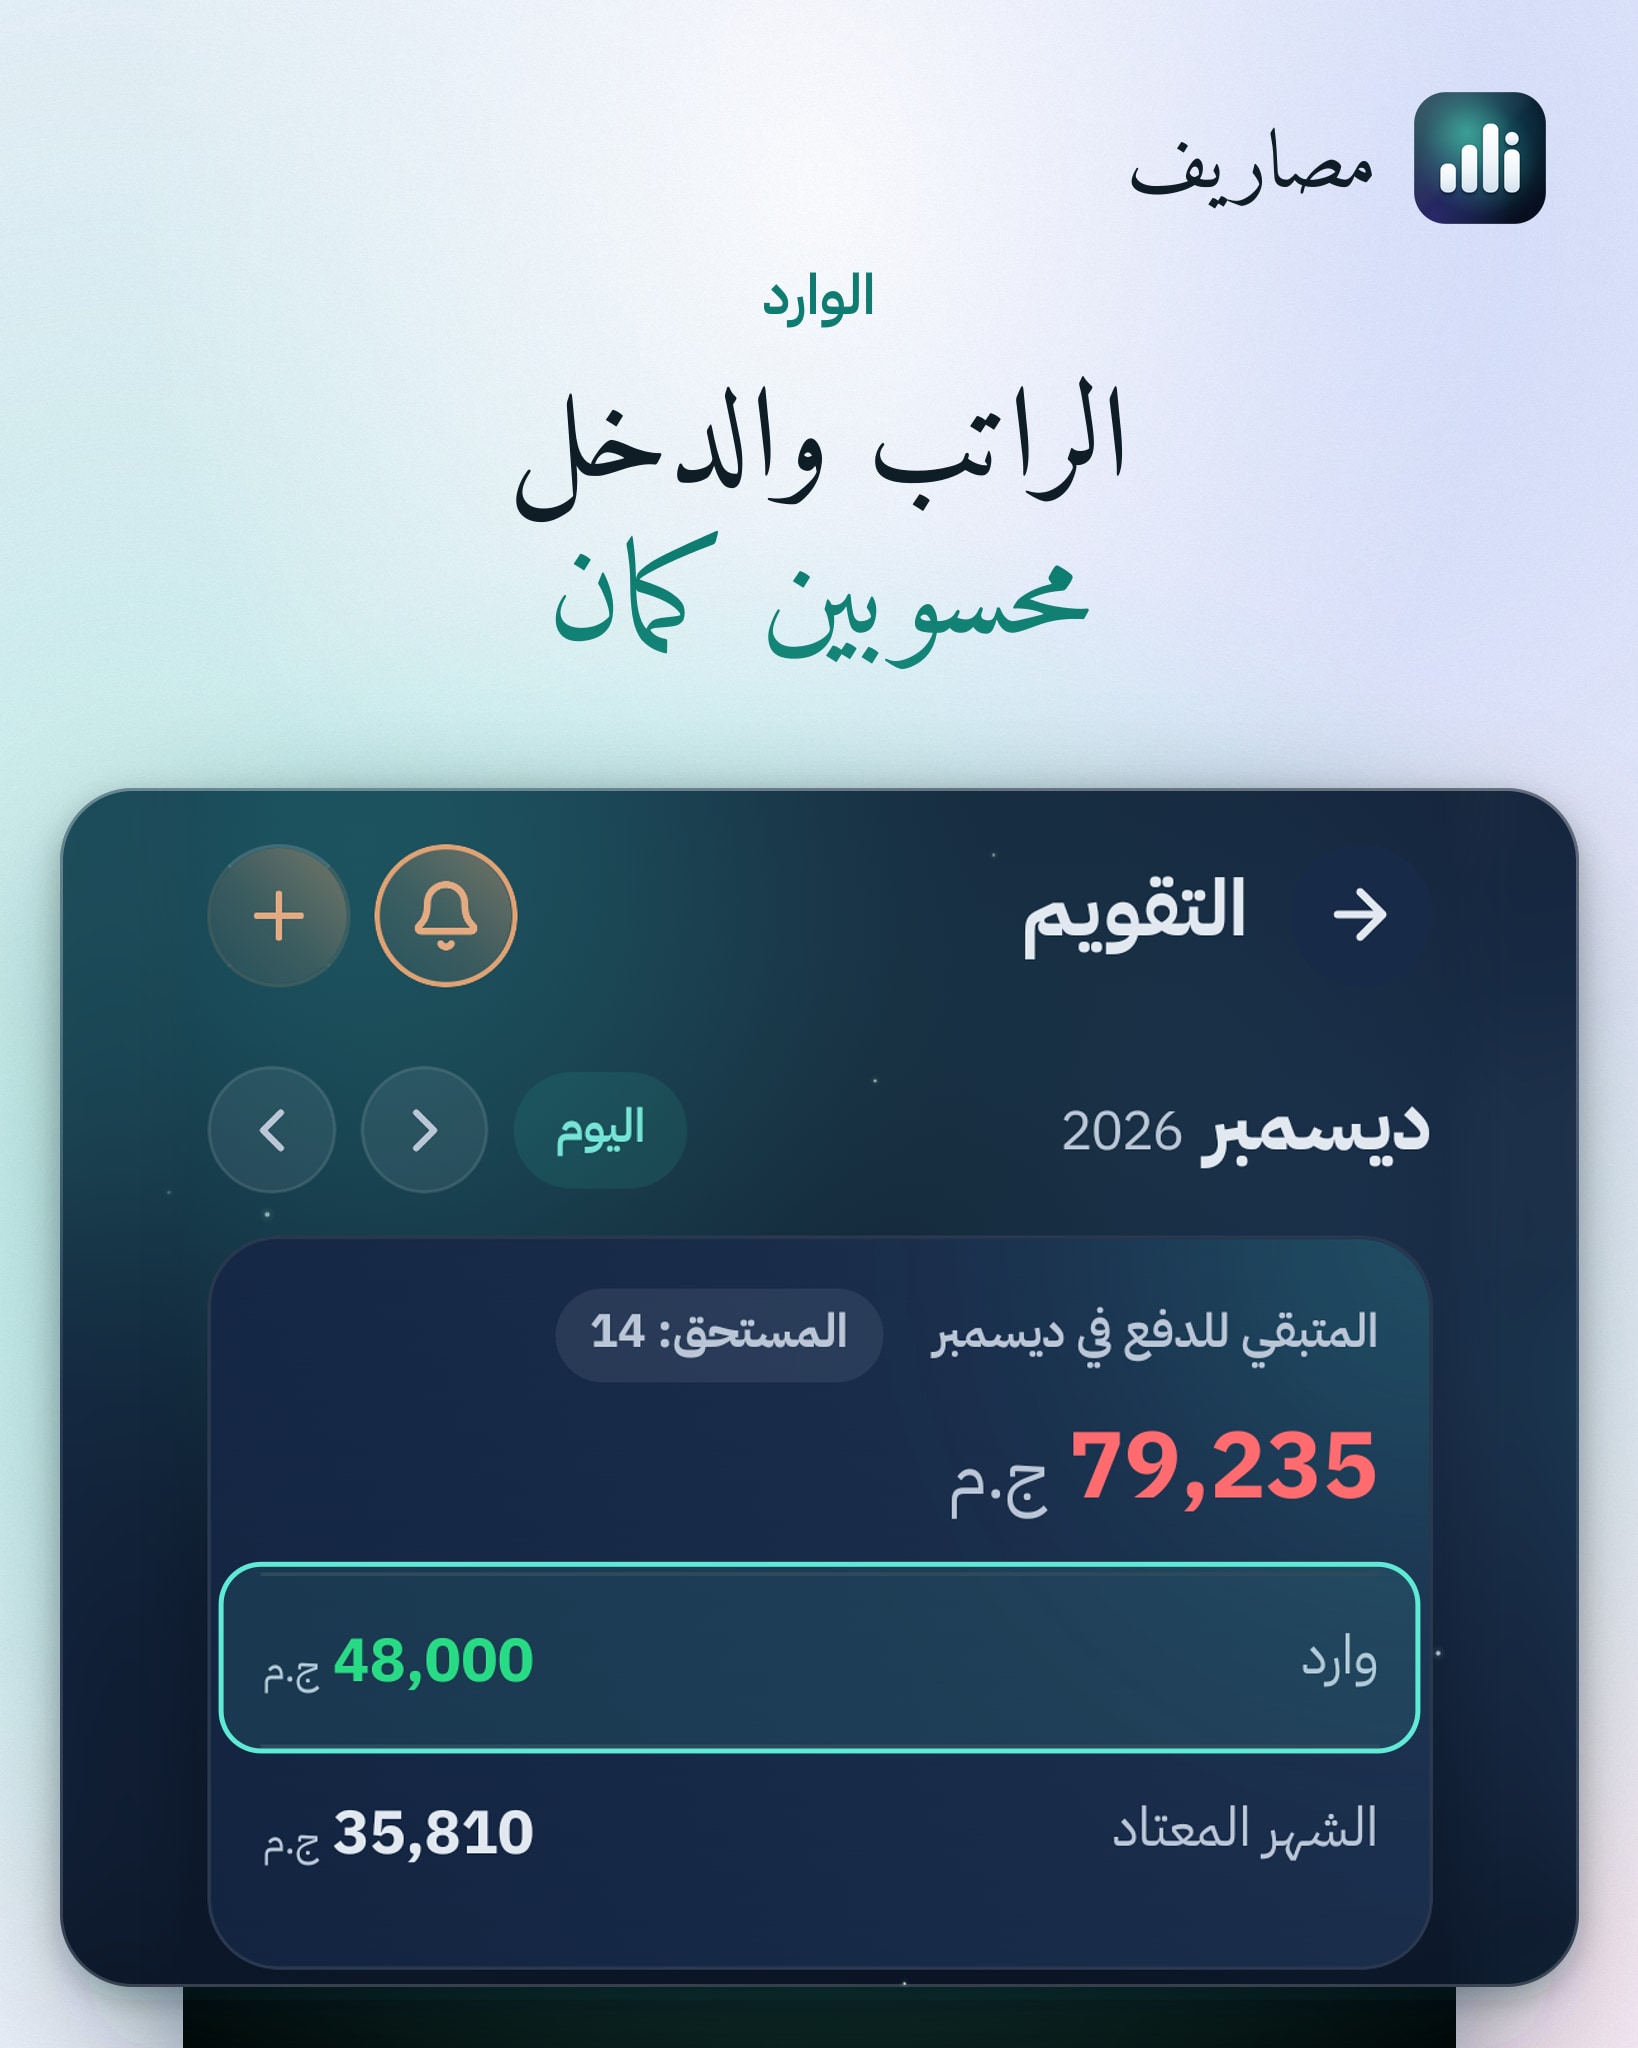 مصاريف
الوارد
الراتب والدخل
محسوبين كمان
التقويم
ديسمبر 2026
اليوم
المتبقي للدفع في ديسمبر
المستحق: 14
79,235 ج.م
وارد
48,000 ج.م
الشهر المعتاد
35,810 ج.م